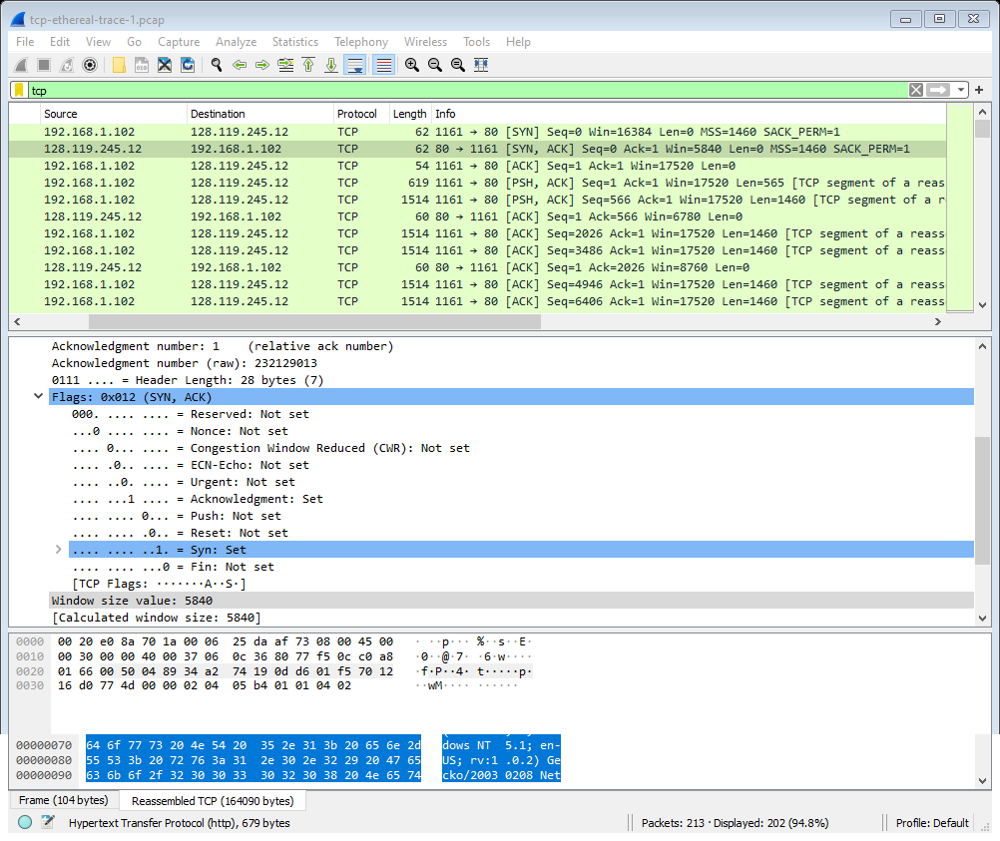 tcp-ethereal-trace-1.pcap
File Edit View Go Capture Analyze Statistics Telephony Wireless Tools Help
tcp
Source Destination Protocol Length Info
192.168.1.102 128.119.245.12 TCP 62 1161 → 80 [SYN] Seq=0 Win=16384 Len=0 MSS=1460 SACK_PERM=1
128.119.245.12 192.168.1.102 TCP 62 80 → 1161 [SYN, ACK] Seq=0 Ack=1 Win=5840 Len=0 MSS=1460 SACK_PERM=1
192.168.1.102 128.119.245.12 TCP 54 1161 → 80 [ACK] Seq=1 Ack=1 Win=17520 Len=0
192.168.1.102 128.119.245.12 TCP 619 1161 → 80 [PSH, ACK] Seq=1 Ack=1 Win=17520 Len=565 [TCP segment of a reas
192.168.1.102 128.119.245.12 TCP 1514 1161 → 80 [PSH, ACK] Seq=566 Ack=1 Win=17520 Len=1460 [TCP segment of a r
128.119.245.12 192.168.1.102 TCP 60 80 → 1161 [ACK] Seq=1 Ack=566 Win=6780 Len=0
192.168.1.102 128.119.245.12 TCP 1514 1161 → 80 [ACK] Seq=2026 Ack=1 Win=17520 Len=1460 [TCP segment of a reass
192.168.1.102 128.119.245.12 TCP 1514 1161 → 80 [ACK] Seq=3486 Ack=1 Win=17520 Len=1460 [TCP segment of a reass
128.119.245.12 192.168.1.102 TCP 60 80 → 1161 [ACK] Seq=1 Ack=2026 Win=8760 Len=0
192.168.1.102 128.119.245.12 TCP 1514 1161 → 80 [ACK] Seq=4946 Ack=1 Win=17520 Len=1460 [TCP segment of a reass
192.168.1.102 128.119.245.12 TCP 1514 1161 → 80 [ACK] Seq=6406 Ack=1 Win=17520 Len=1460 [TCP segment of a reass
Acknowledgment number: 1 (relative ack number)
Acknowledgment number (raw): 232129013
0111 .... = Header Length: 28 bytes (7)
Flags: 0x012 (SYN, ACK)
000. .... .... = Reserved: Not set
...0 .... .... = Nonce: Not set
.... 0... .... = Congestion Window Reduced (CWR): Not set
.... .0.. .... = ECN-Echo: Not set
.... ..0. .... = Urgent: Not set
.... ...1 .... = Acknowledgment: Set
.... .... 0... = Push: Not set
.... .... .0.. = Reset: Not set
.... .... ..1. = Syn: Set
.... .... ...0 = Fin: Not set
[TCP Flags: ·······A··S·]
Window size value: 5840
[Calculated window size: 5840]
0000 00 20 e0 8a 70 1a 00 06 25 da af 73 08 00 45 00 · ··p··· %··s··E·
0010 00 30 00 00 40 00 37 06 0c 36 80 77 f5 0c c0 a8 ·0··@·7· ·6·w····
0020 01 66 00 50 04 89 34 a2 74 19 0d d6 01 f5 70 12 ·f·P··4· t·····p·
0030 16 d0 77 4d 00 00 02 04 05 b4 01 01 04 02 ··wM···· ······
00000070 64 6f 77 73 20 4e 54 20 35 2e 31 3b 20 65 6e 2d dows NT 5.1; en-
00000080 55 53 3b 20 72 76 3a 31 2e 30 2e 32 29 20 47 65 US; rv:1 .0.2) Ge
00000090 63 6b 6f 2f 32 30 30 33 30 32 30 38 20 4e 65 74 cko/2003 0208 Net
Frame (104 bytes) Reassembled TCP (164090 bytes)
Hypertext Transfer Protocol (http), 679 bytes Packets: 213 · Displayed: 202 (94.8%) Profile: Default